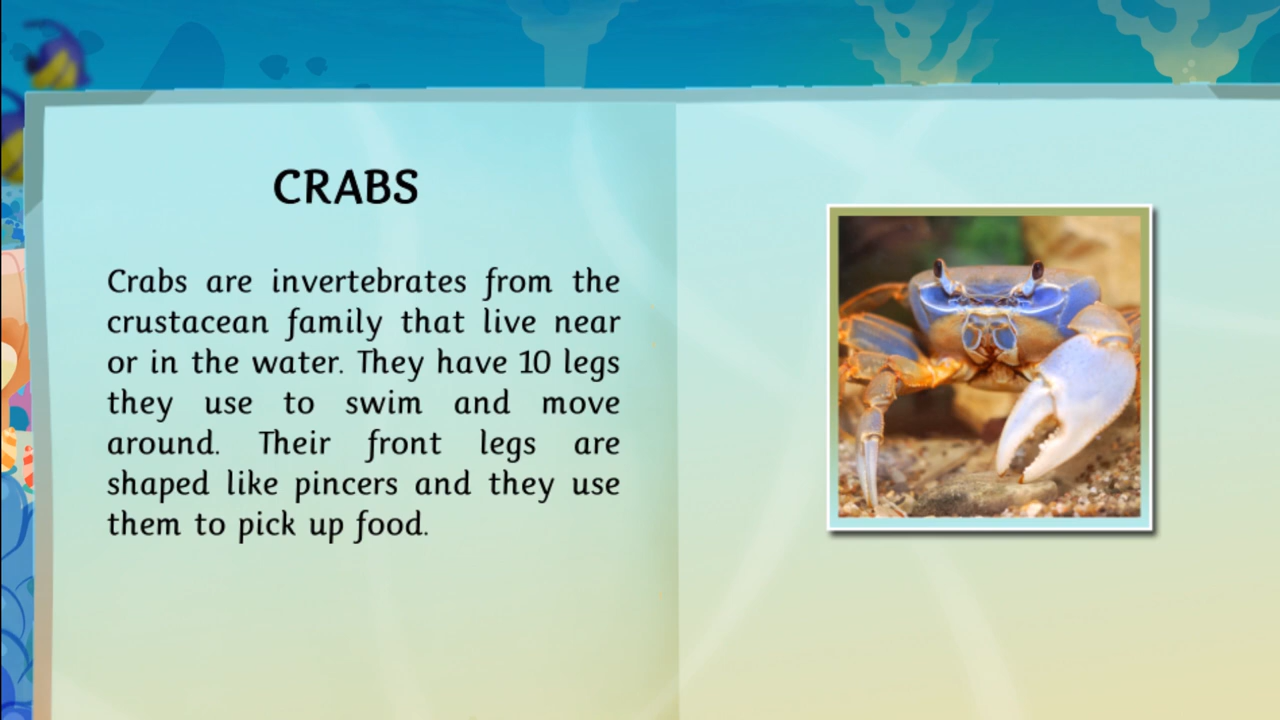 CRABS
Crabs are invertebrates from the
crustacean family that live near
or in the water. They have 10 legs
they use to swim and move
around. Their front legs are
shaped like pincers and they use
them to pick up food.